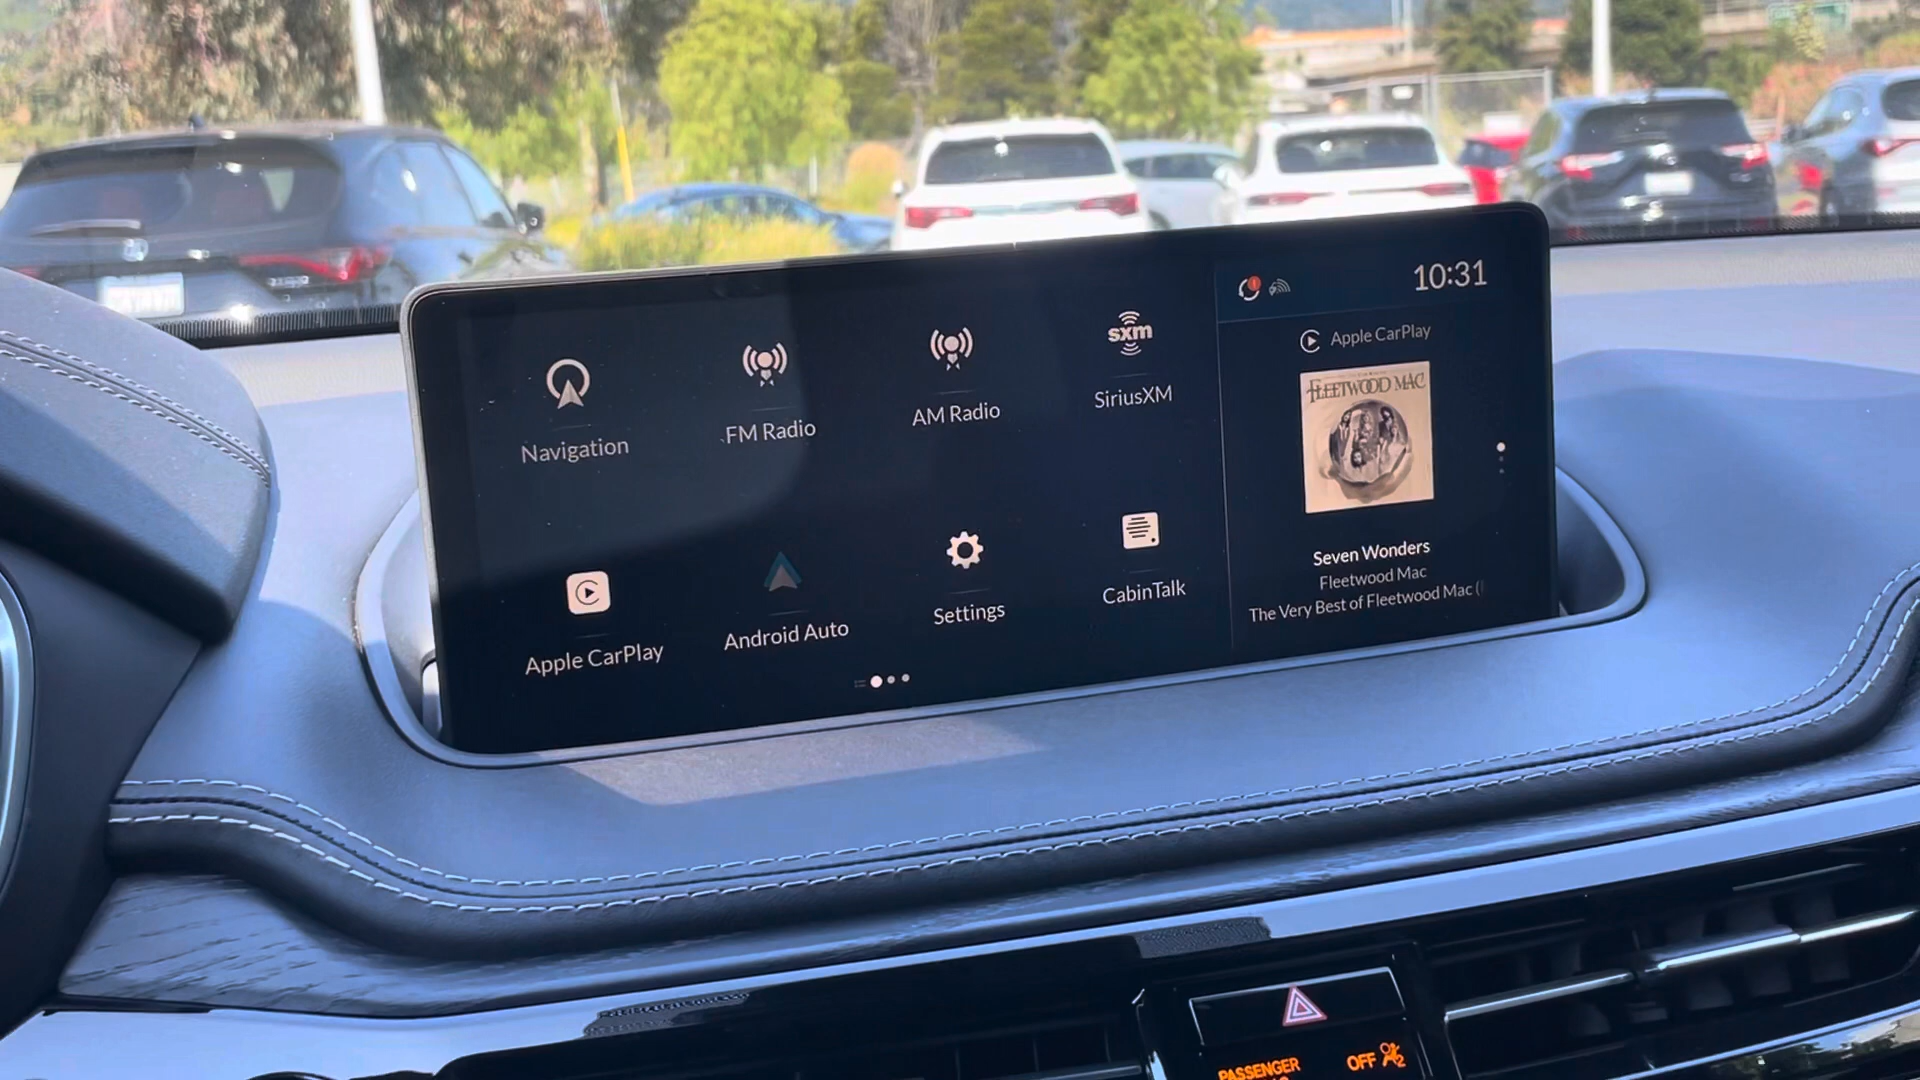 10:31
Apple CarPlay
FLEETWOOD MAC
sxm
Navigation
FM Radio
AM Radio
SiriusXM
Seven Wonders
Fleetwood Mac
The Very Best of Fleetwood Mac (
Apple CarPlay
Android Auto
Settings
CabinTalk
PASSENGER
OFF
2